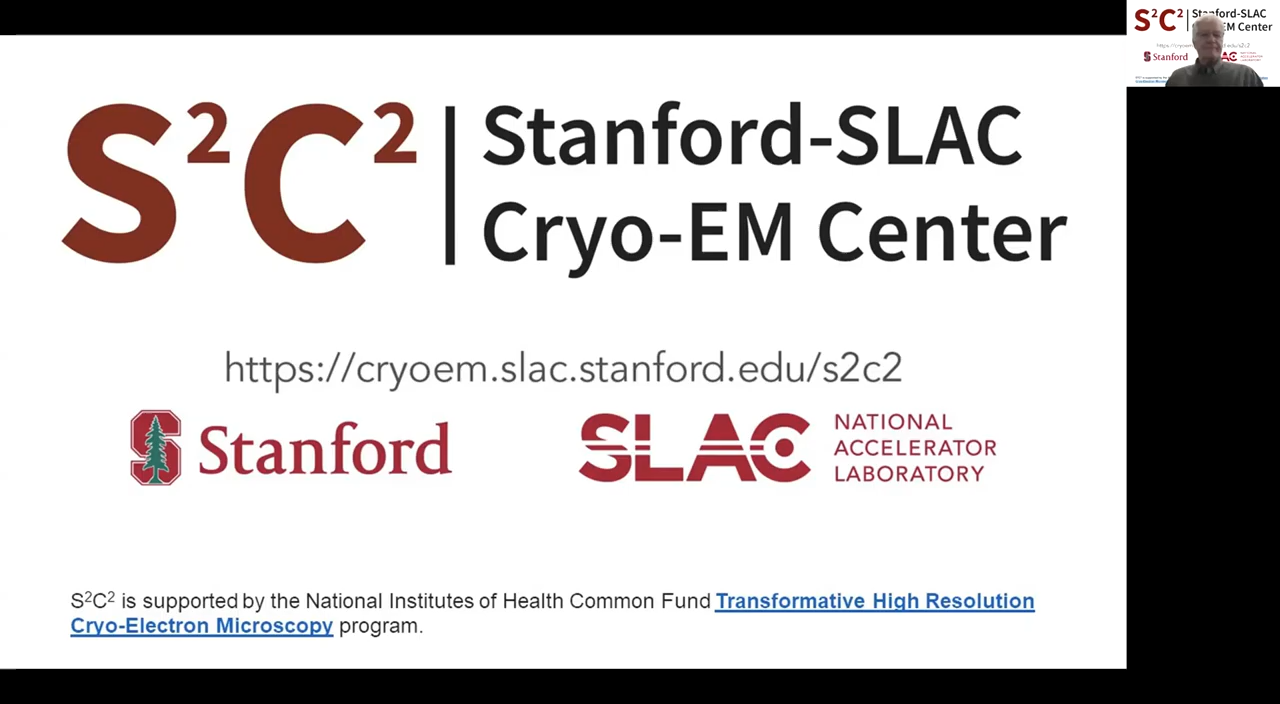 S²C² | Stanford-SLAC
Cryo-EM Center
https://cryoem.slac.stanford.edu/s2c2
Stanford
SLAC NATIONAL
ACCELERATOR
LABORATORY
S²C² is supported by the National Institutes of Health Common Fund Transformative High Resolution
Cryo-Electron Microscopy program.
S²C² | Stanford-SLAC
EM Center
Stanford